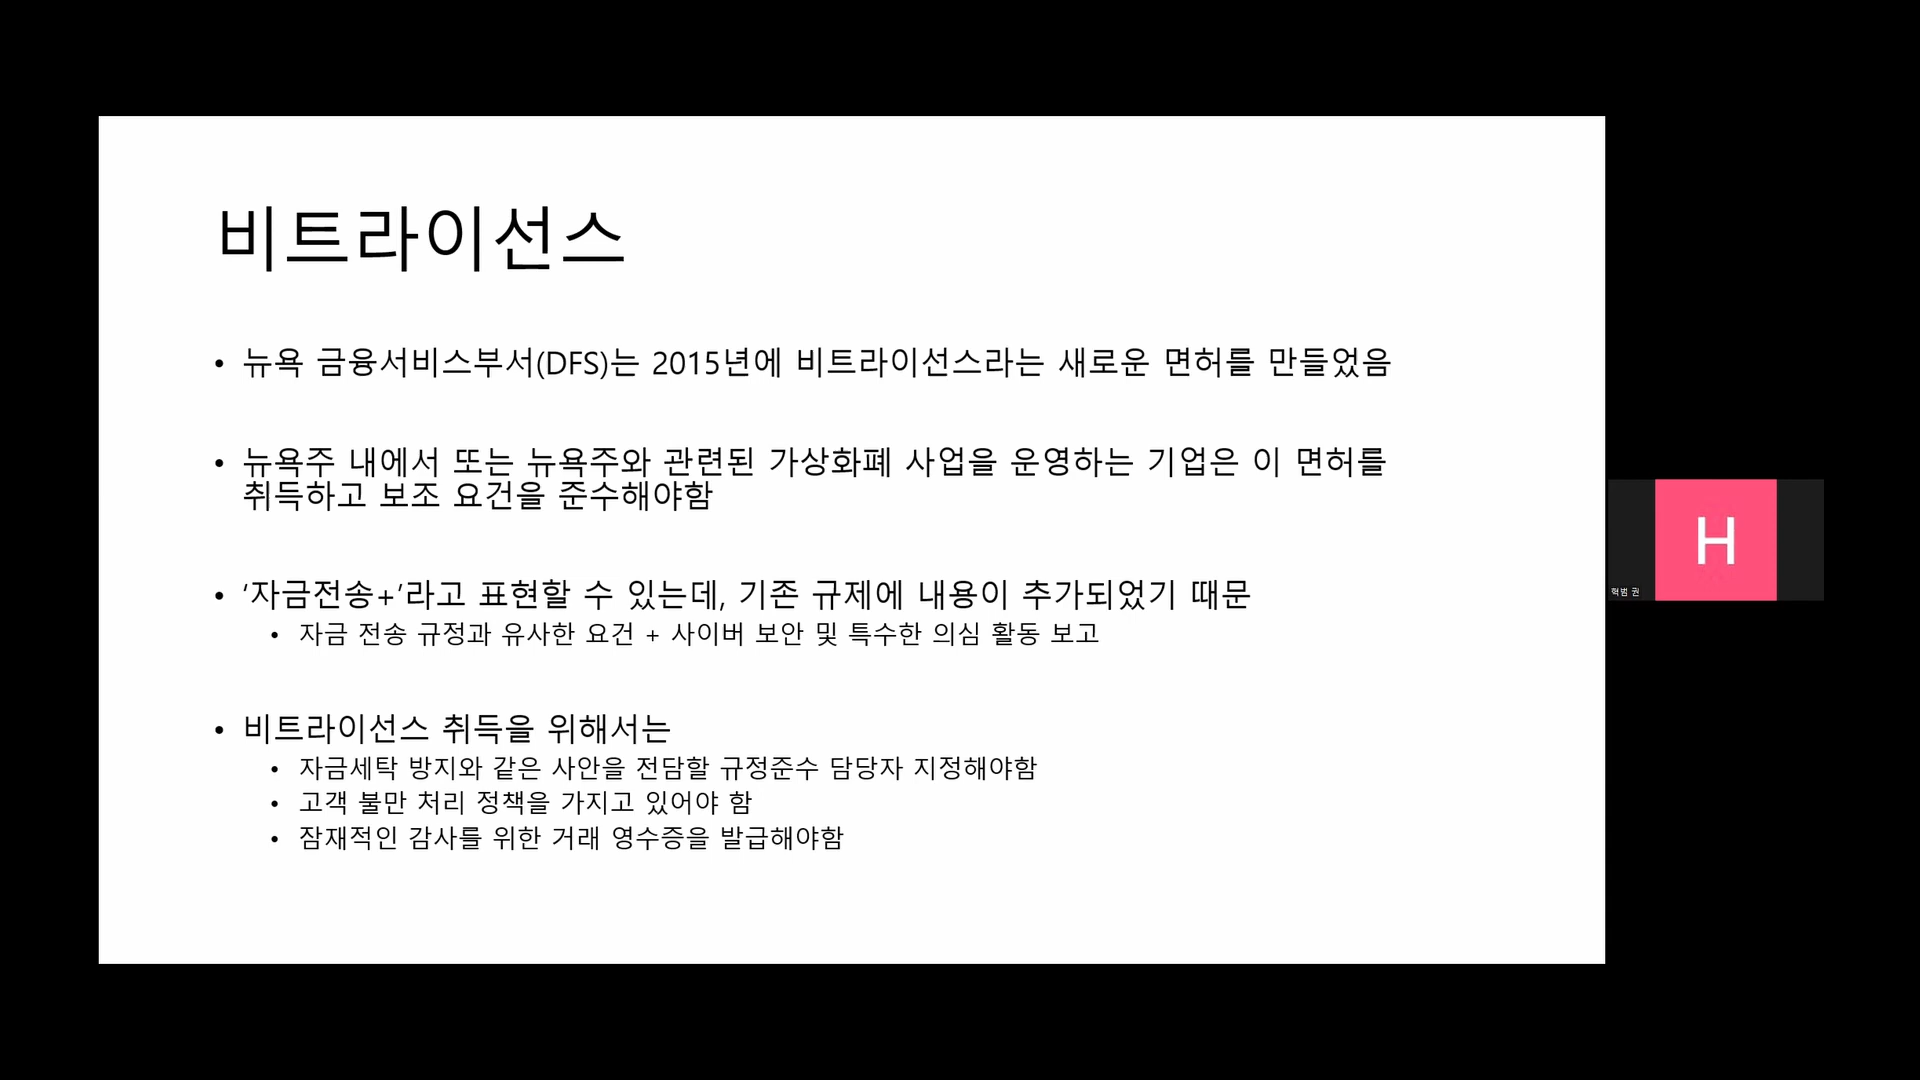 비트라이선스
• 뉴욕 금융서비스부서(DFS)는 2015년에 비트라이선스라는 새로운 면허를 만들었음
• 뉴욕주 내에서 또는 뉴욕주와 관련된 가상화폐 사업을 운영하는 기업은 이 면허를
취득하고 보조 요건을 준수해야함
• ‘자금전송+’라고 표현할 수 있는데, 기존 규제에 내용이 추가되었기 때문
• 자금 전송 규정과 유사한 요건 + 사이버 보안 및 특수한 의심 활동 보고
• 비트라이선스 취득을 위해서는
• 자금세탁 방지와 같은 사안을 전담할 규정준수 담당자 지정해야함
• 고객 불만 처리 정책을 가지고 있어야 함
• 잠재적인 감사를 위한 거래 영수증을 발급해야함
H
혁범 권